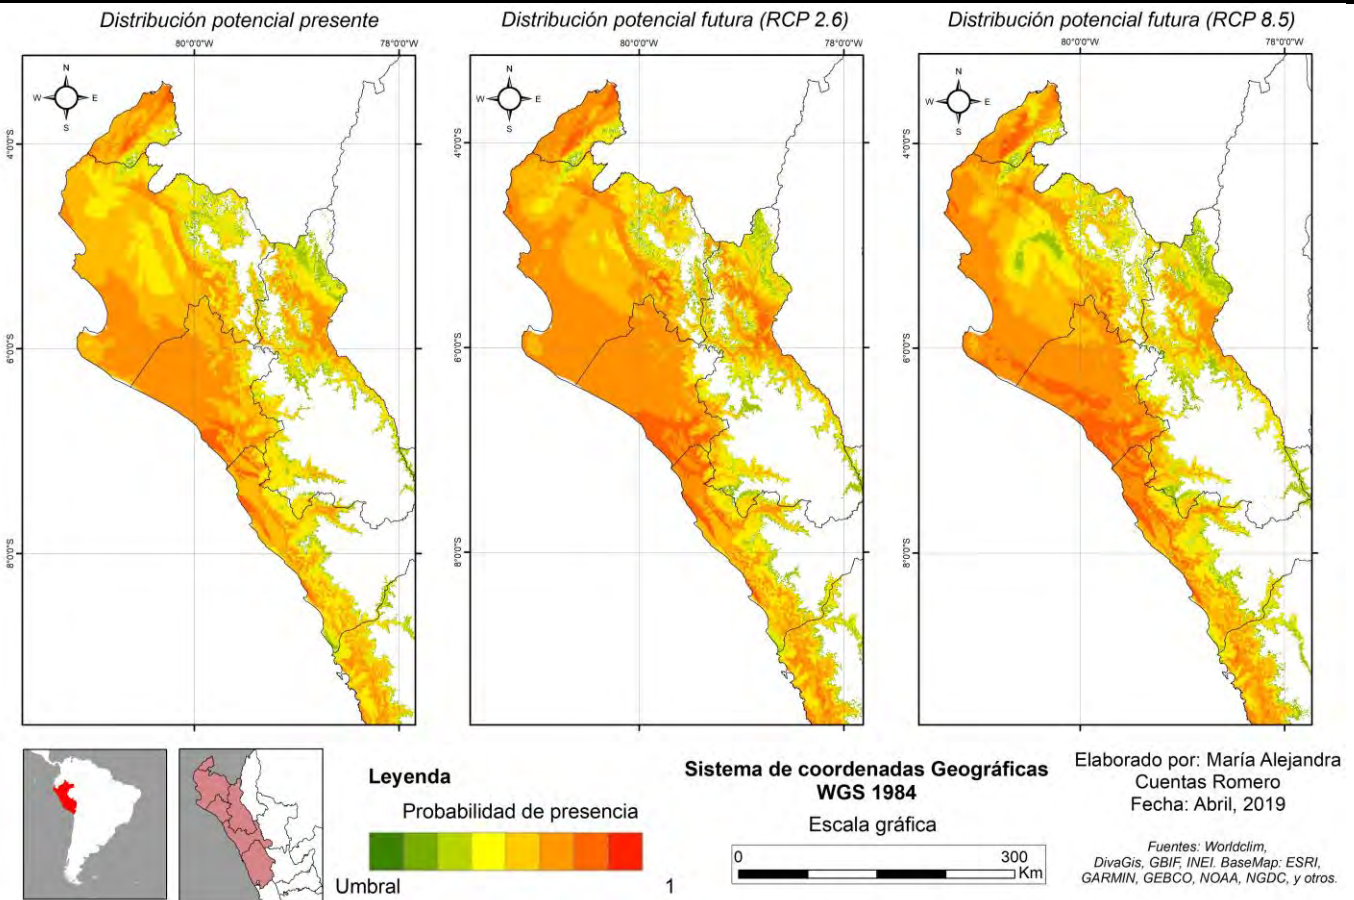 Distribución potencial presente
Distribución potencial futura (RCP 2.6)
Distribución potencial futura (RCP 8.5)
80°0'0"W
78°0'0"W
80°0'0"W
78°0'0"W
80°0'0"W
78°0'0"W
N
W
E
S
N
W
E
S
N
W
E
S
4°0'0"S
6°0'0"S
8°0'0"S
4°0'0"S
6°0'0"S
8°0'0"S
4°0'0"S
6°0'0"S
8°0'0"S
Leyenda
Probabilidad de presencia
Umbral
1
Sistema de coordenadas Geográficas
WGS 1984
Escala gráfica
0
300
Km
Elaborado por: María Alejandra
Cuentas Romero
Fecha: Abril, 2019
Fuentes: Worldclim,
DivaGis, GBIF, INEI. BaseMap: ESRI,
GARMIN, GEBCO, NOAA, NGDC, y otros.